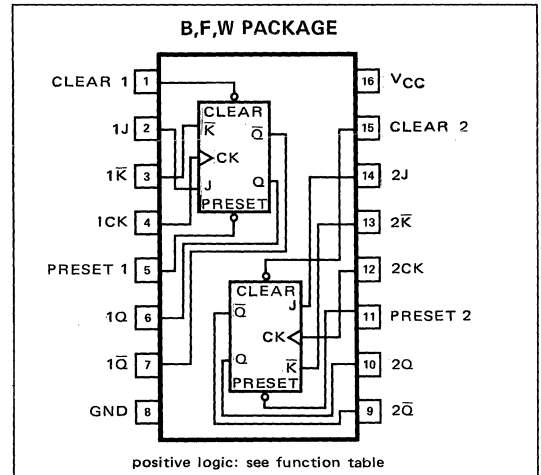 B,F,W PACKAGE
CLEAR 1 1
1J 2
1K̅ 3
1CK 4
PRESET 1 5
1Q 6
1Q̅ 7
GND 8
16 VCC
15 CLEAR 2
14 2J
13 2K̅
12 2CK
11 PRESET 2
10 2Q
9 2Q̅
CLEAR
K̅ Q̅
CK
J Q
PRESET
CLEAR
Q̅ J
CK
Q K̅
PRESET
positive logic: see function table